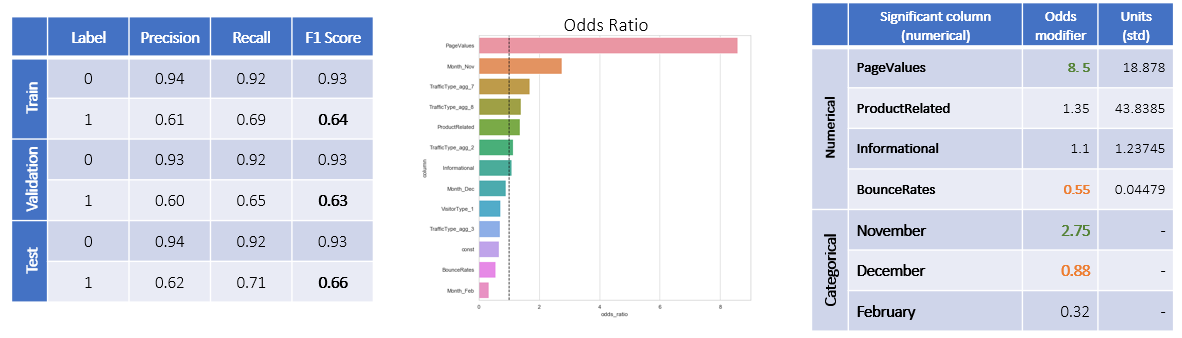 Label Precision Recall F1 Score
Train
0 0.94 0.92 0.93
1 0.61 0.69 0.64
Validation
0 0.93 0.92 0.93
1 0.60 0.65 0.63
Test
0 0.94 0.92 0.93
1 0.62 0.71 0.66
Odds Ratio
column
PageValues
Month_Nov
TrafficType_agg_7
TrafficType_agg_8
ProductRelated
TrafficType_agg_2
Informational
Month_Dec
VisitorType_1
TrafficType_agg_3
const
BounceRates
Month_Feb
0 2 4 6 8
odds_ratio
Significant column Odds Units
(numerical) modifier (std)
Numerical
PageValues 8. 5 18.878
ProductRelated 1.35 43.8385
Informational 1.1 1.23745
BounceRates 0.55 0.04479
Categorical
November 2.75 -
December 0.88 -
February 0.32 -